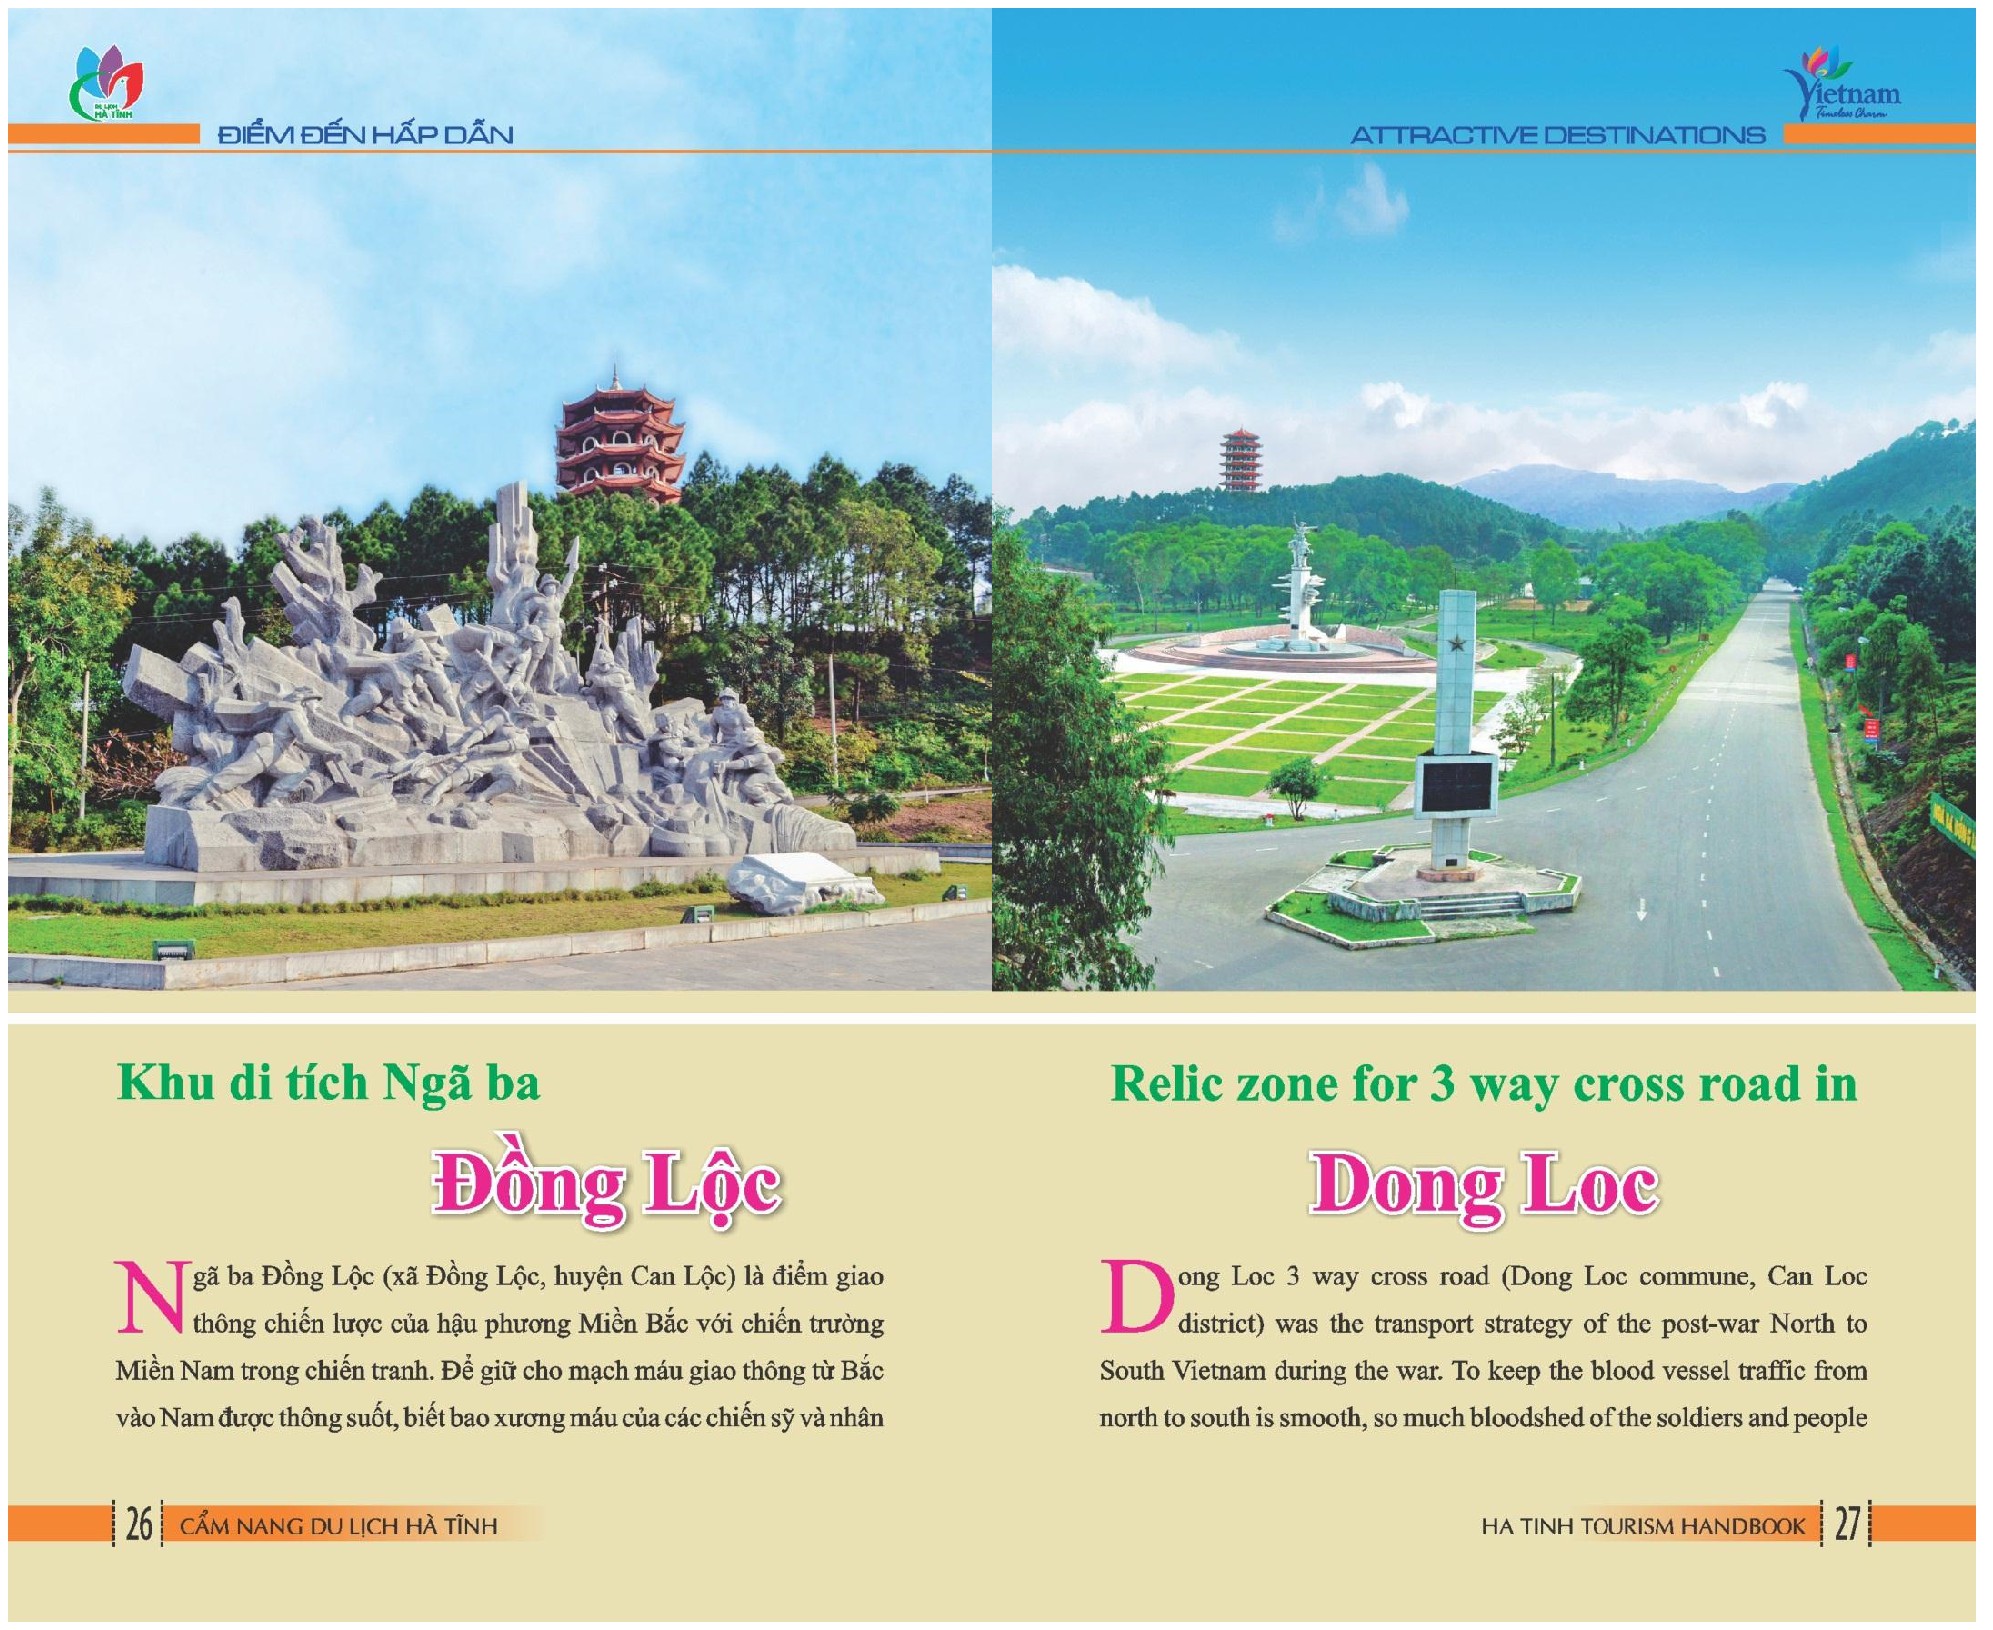 DU LỊCH
HÀ TĨNH
ĐIỂM ĐẾN HẤP DẪN
Vietnam
Timeless Charm
ATTRACTIVE DESTINATIONS
Khu di tích Ngã ba
Đồng Lộc
Ngã ba Đồng Lộc (xã Đồng Lộc, huyện Can Lộc) là điểm giao
thông chiến lược của hậu phương Miền Bắc với chiến trường
Miền Nam trong chiến tranh. Để giữ cho mạch máu giao thông từ Bắc
vào Nam được thông suốt, biết bao xương máu của các chiến sỹ và nhân
26 CẨM NANG DU LỊCH HÀ TĨNH
Relic zone for 3 way cross road in
Dong Loc
Dong Loc 3 way cross road (Dong Loc commune, Can Loc
district) was the transport strategy of the post-war North to
South Vietnam during the war. To keep the blood vessel traffic from
north to south is smooth, so much bloodshed of the soldiers and people
HA TINH TOURISM HANDBOOK 27